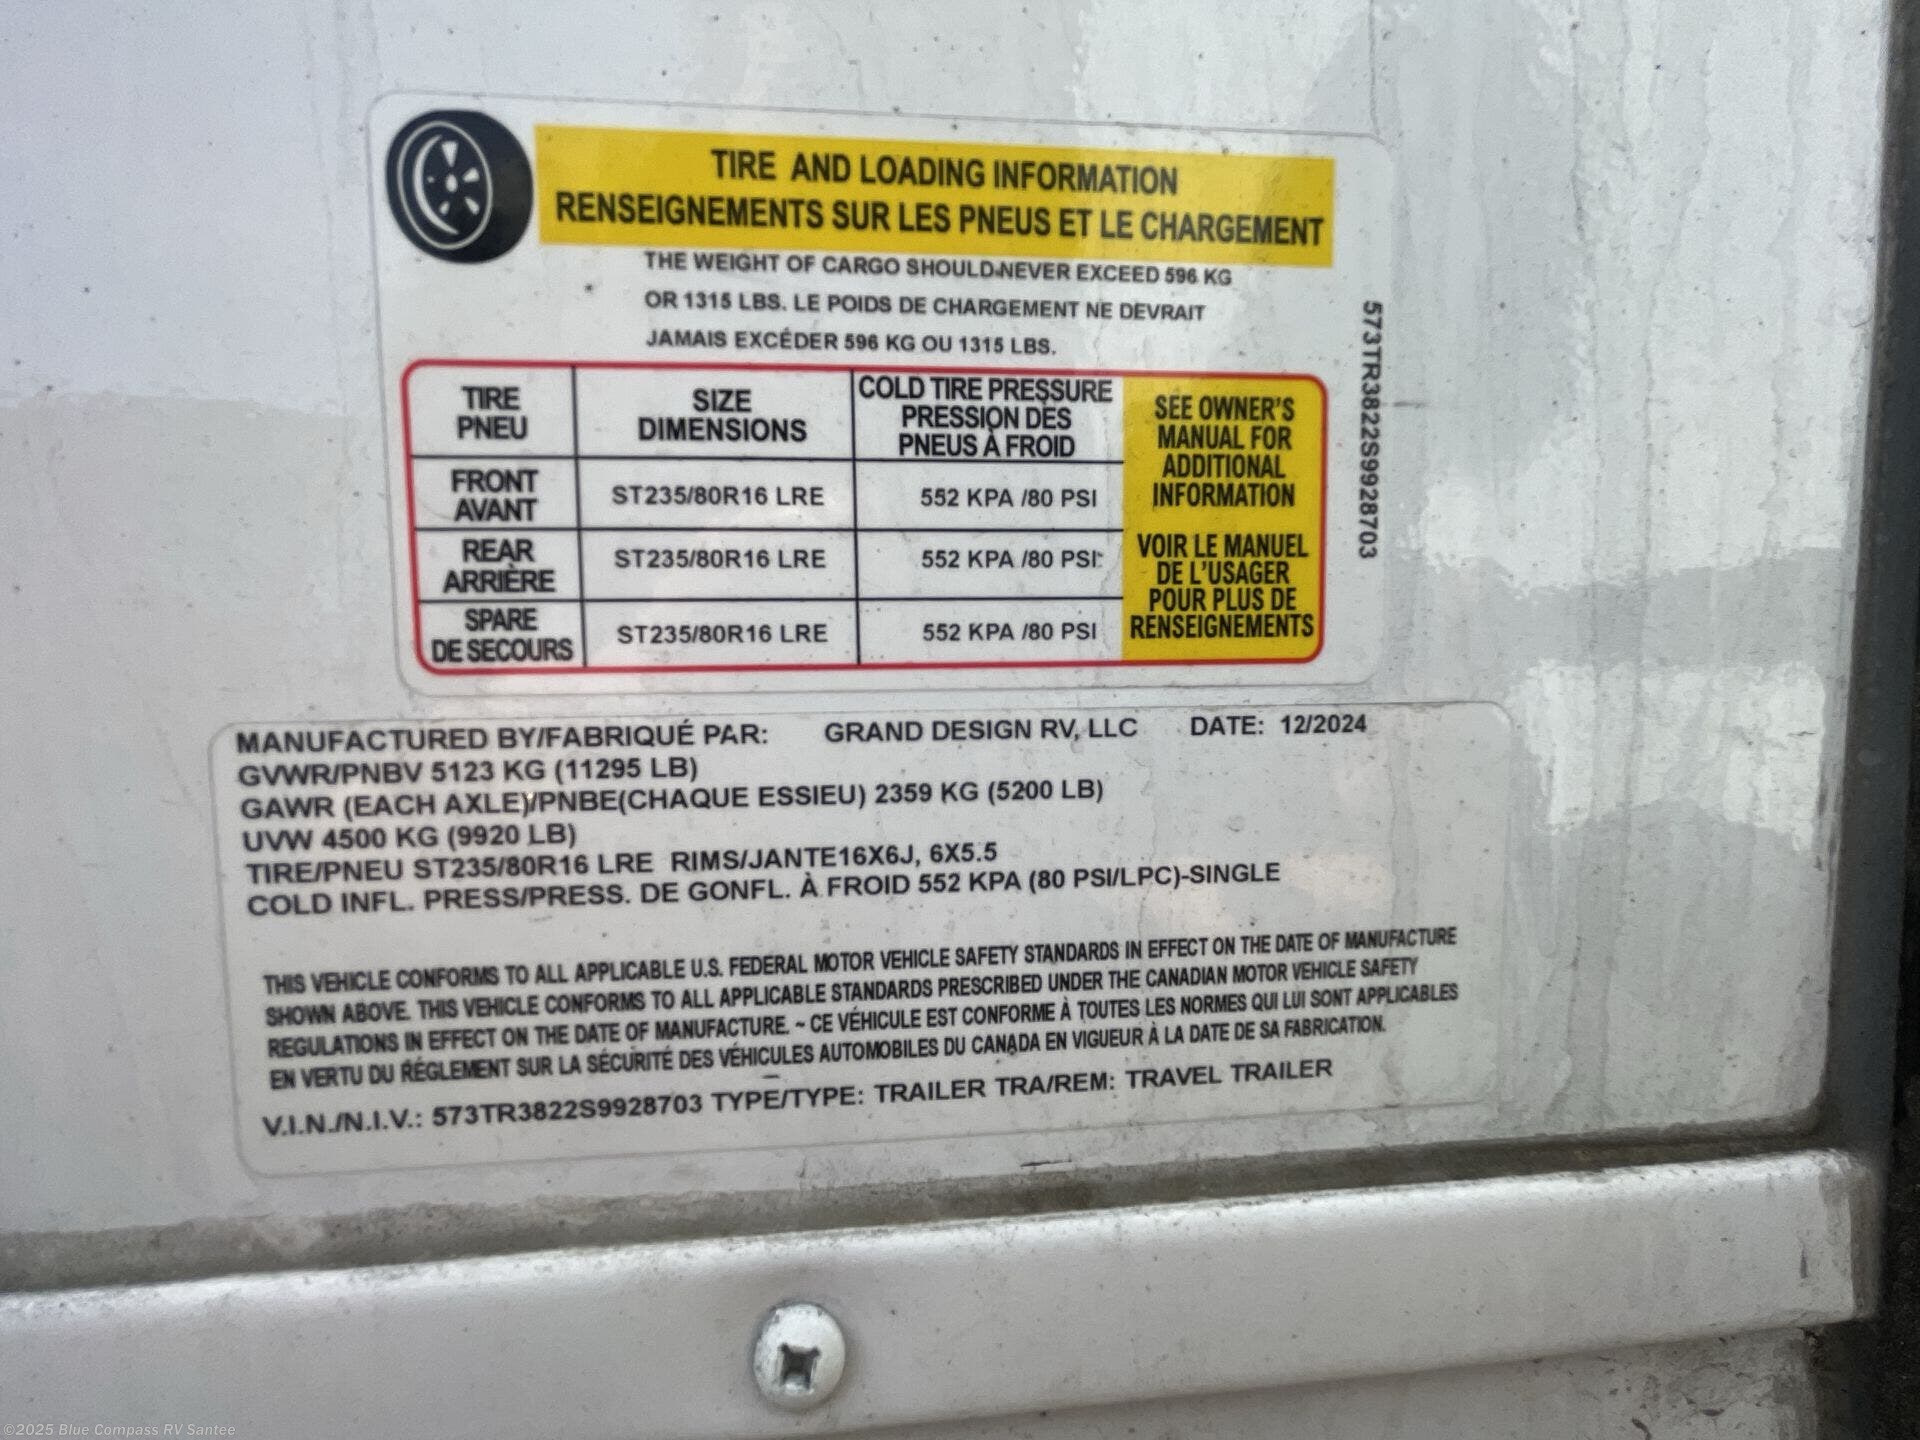 TIRE AND LOADING INFORMATION
RENSEIGNEMENTS SUR LES PNEUS ET LE CHARGEMENT
THE WEIGHT OF CARGO SHOULD NEVER EXCEED 596 KG
OR 1315 LBS. LE POIDS DE CHARGEMENT NE DEVRAIT
JAMAIS EXCÉDER 596 KG OU 1315 LBS.
TIRE
PNEU
SIZE
DIMENSIONS
COLD TIRE PRESSURE
PRESSION DES
PNEUS À FROID
FRONT
AVANT
ST235/80R16 LRE
552 KPA /80 PSI
REAR
ARRIÈRE
ST235/80R16 LRE
552 KPA /80 PSI
SPARE
DE SECOURS
ST235/80R16 LRE
552 KPA /80 PSI
SEE OWNER'S
MANUAL FOR
ADDITIONAL
INFORMATION
VOIR LE MANUEL
DE L'USAGER
POUR PLUS DE
RENSEIGNEMENTS
573TR3822S9928703
MANUFACTURED BY/FABRIQUÉ PAR: GRAND DESIGN RV, LLC DATE: 12/2024
GVWR/PNBV 5123 KG (11295 LB)
GAWR (EACH AXLE)/PNBE(CHAQUE ESSIEU) 2359 KG (5200 LB)
UVW 4500 KG (9920 LB)
TIRE/PNEU ST235/80R16 LRE RIMS/JANTE16X6J, 6X5.5
COLD INFL. PRESS/PRESS. DE GONFL. À FROID 552 KPA (80 PSI/LPC)-SINGLE
THIS VEHICLE CONFORMS TO ALL APPLICABLE U.S. FEDERAL MOTOR VEHICLE SAFETY STANDARDS IN EFFECT ON THE DATE OF MANUFACTURE
SHOWN ABOVE. THIS VEHICLE CONFORMS TO ALL APPLICABLE STANDARDS PRESCRIBED UNDER THE CANADIAN MOTOR VEHICLE SAFETY
REGULATIONS IN EFFECT ON THE DATE OF MANUFACTURE. ~ CE VÉHICULE EST CONFORME À TOUTES LES NORMES QUI LUI SONT APPLICABLES
EN VERTU DU RÉGLEMENT SUR LA SÉCURITÉ DES VÉHICULES AUTOMOBILES DU CANADA EN VIGUEUR À LA DATE DE SA FABRICATION.
V.I.N./N.I.V.: 573TR3822S9928703 TYPE/TYPE: TRAILER TRA/REM: TRAVEL TRAILER
©2025 Blue Compass RV Santee